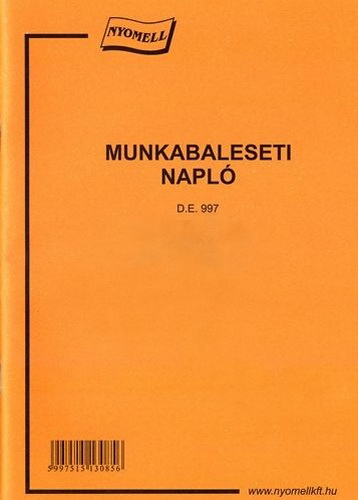 NYOMELL
MUNKABALESETI
NAPLÓ
D.E. 997
5997515130856
www.nyomellkft.hu